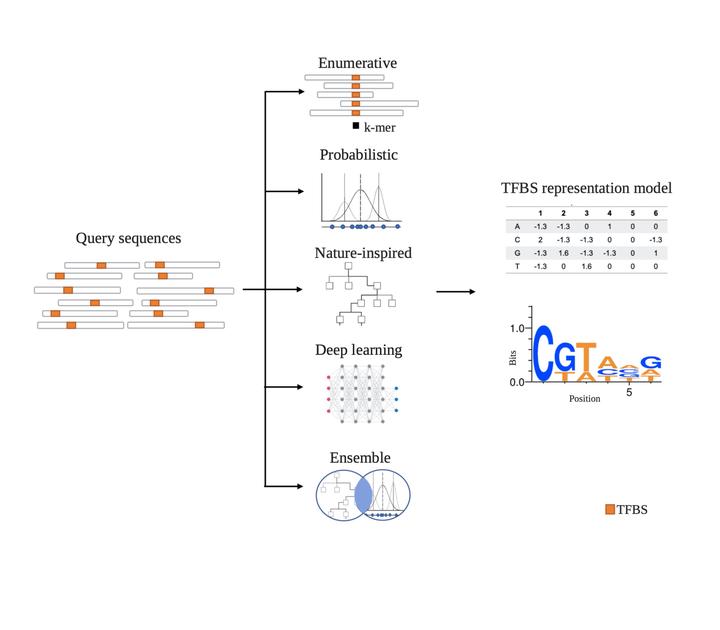 Enumerative
k-mer
Probabilistic
Query sequences
Nature-inspired
Deep learning
Ensemble
TFBS representation model
1 2 3 4 5 6
A -1.3 -1.3 0 1 0 0
C 2 -1.3 -1.3 0 0 -1.3
G -1.3 1.6 -1.3 -1.3 0 1
T -1.3 0 1.6 0 0 0
Bits
1.0
0.0
CGTA
G
TA
5
Position
TFBS